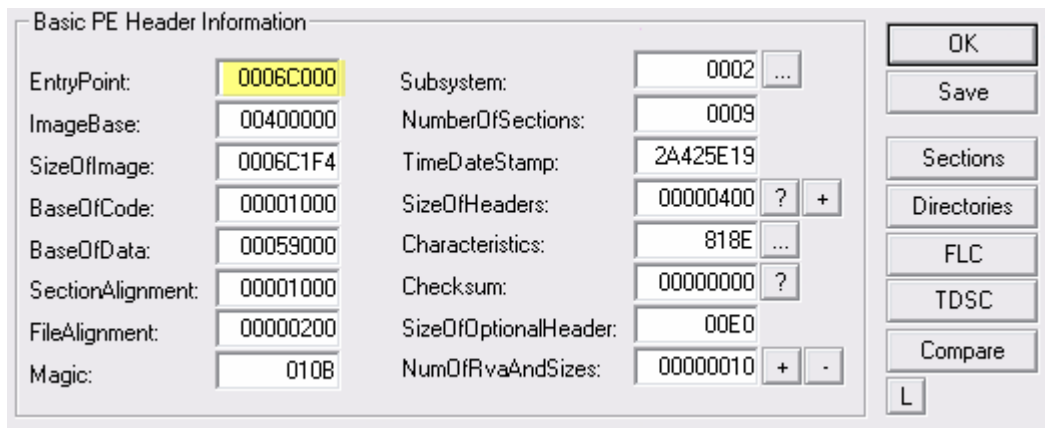 Basic PE Header Information
EntryPoint: 0006C000
ImageBase: 00400000
SizeOfImage: 0006C1F4
BaseOfCode: 00001000
BaseOfData: 00059000
SectionAlignment: 00001000
FileAlignment: 00000200
Magic: 010B
Subsystem: 0002 ...
NumberOfSections: 0009
TimeDateStamp: 2A425E19
SizeOfHeaders: 00000400 ? +
Characteristics: 818E ...
Checksum: 00000000 ?
SizeOfOptionalHeader: 00E0
NumOfRvaAndSizes: 00000010 + -
OK
Save
Sections
Directories
FLC
TDSC
Compare
L